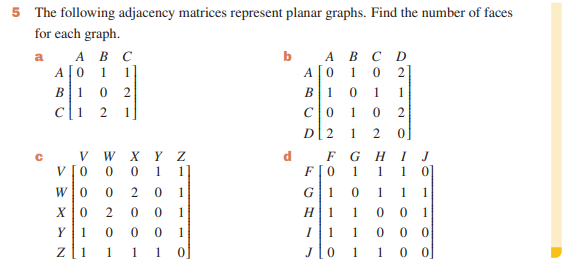 5 The following adjacency matrices represent planar graphs. Find the number of faces
for each graph.
a
A B C
A 0 1 1
B 1 0 2
C 1 2 1
b
A B C D
A 0 1 0 2
B 1 0 1 1
C 0 1 0 2
D 2 1 2 0
c
V W X Y Z
V 0 0 0 1 1
W 0 0 2 0 1
X 0 2 0 0 1
Y 1 0 0 0 1
Z 1 1 1 1 0
d
F G H I J
F 0 1 1 1 0
G 1 0 1 1 1
H 1 1 0 0 1
I 1 1 0 0 0
J 0 1 1 0 0